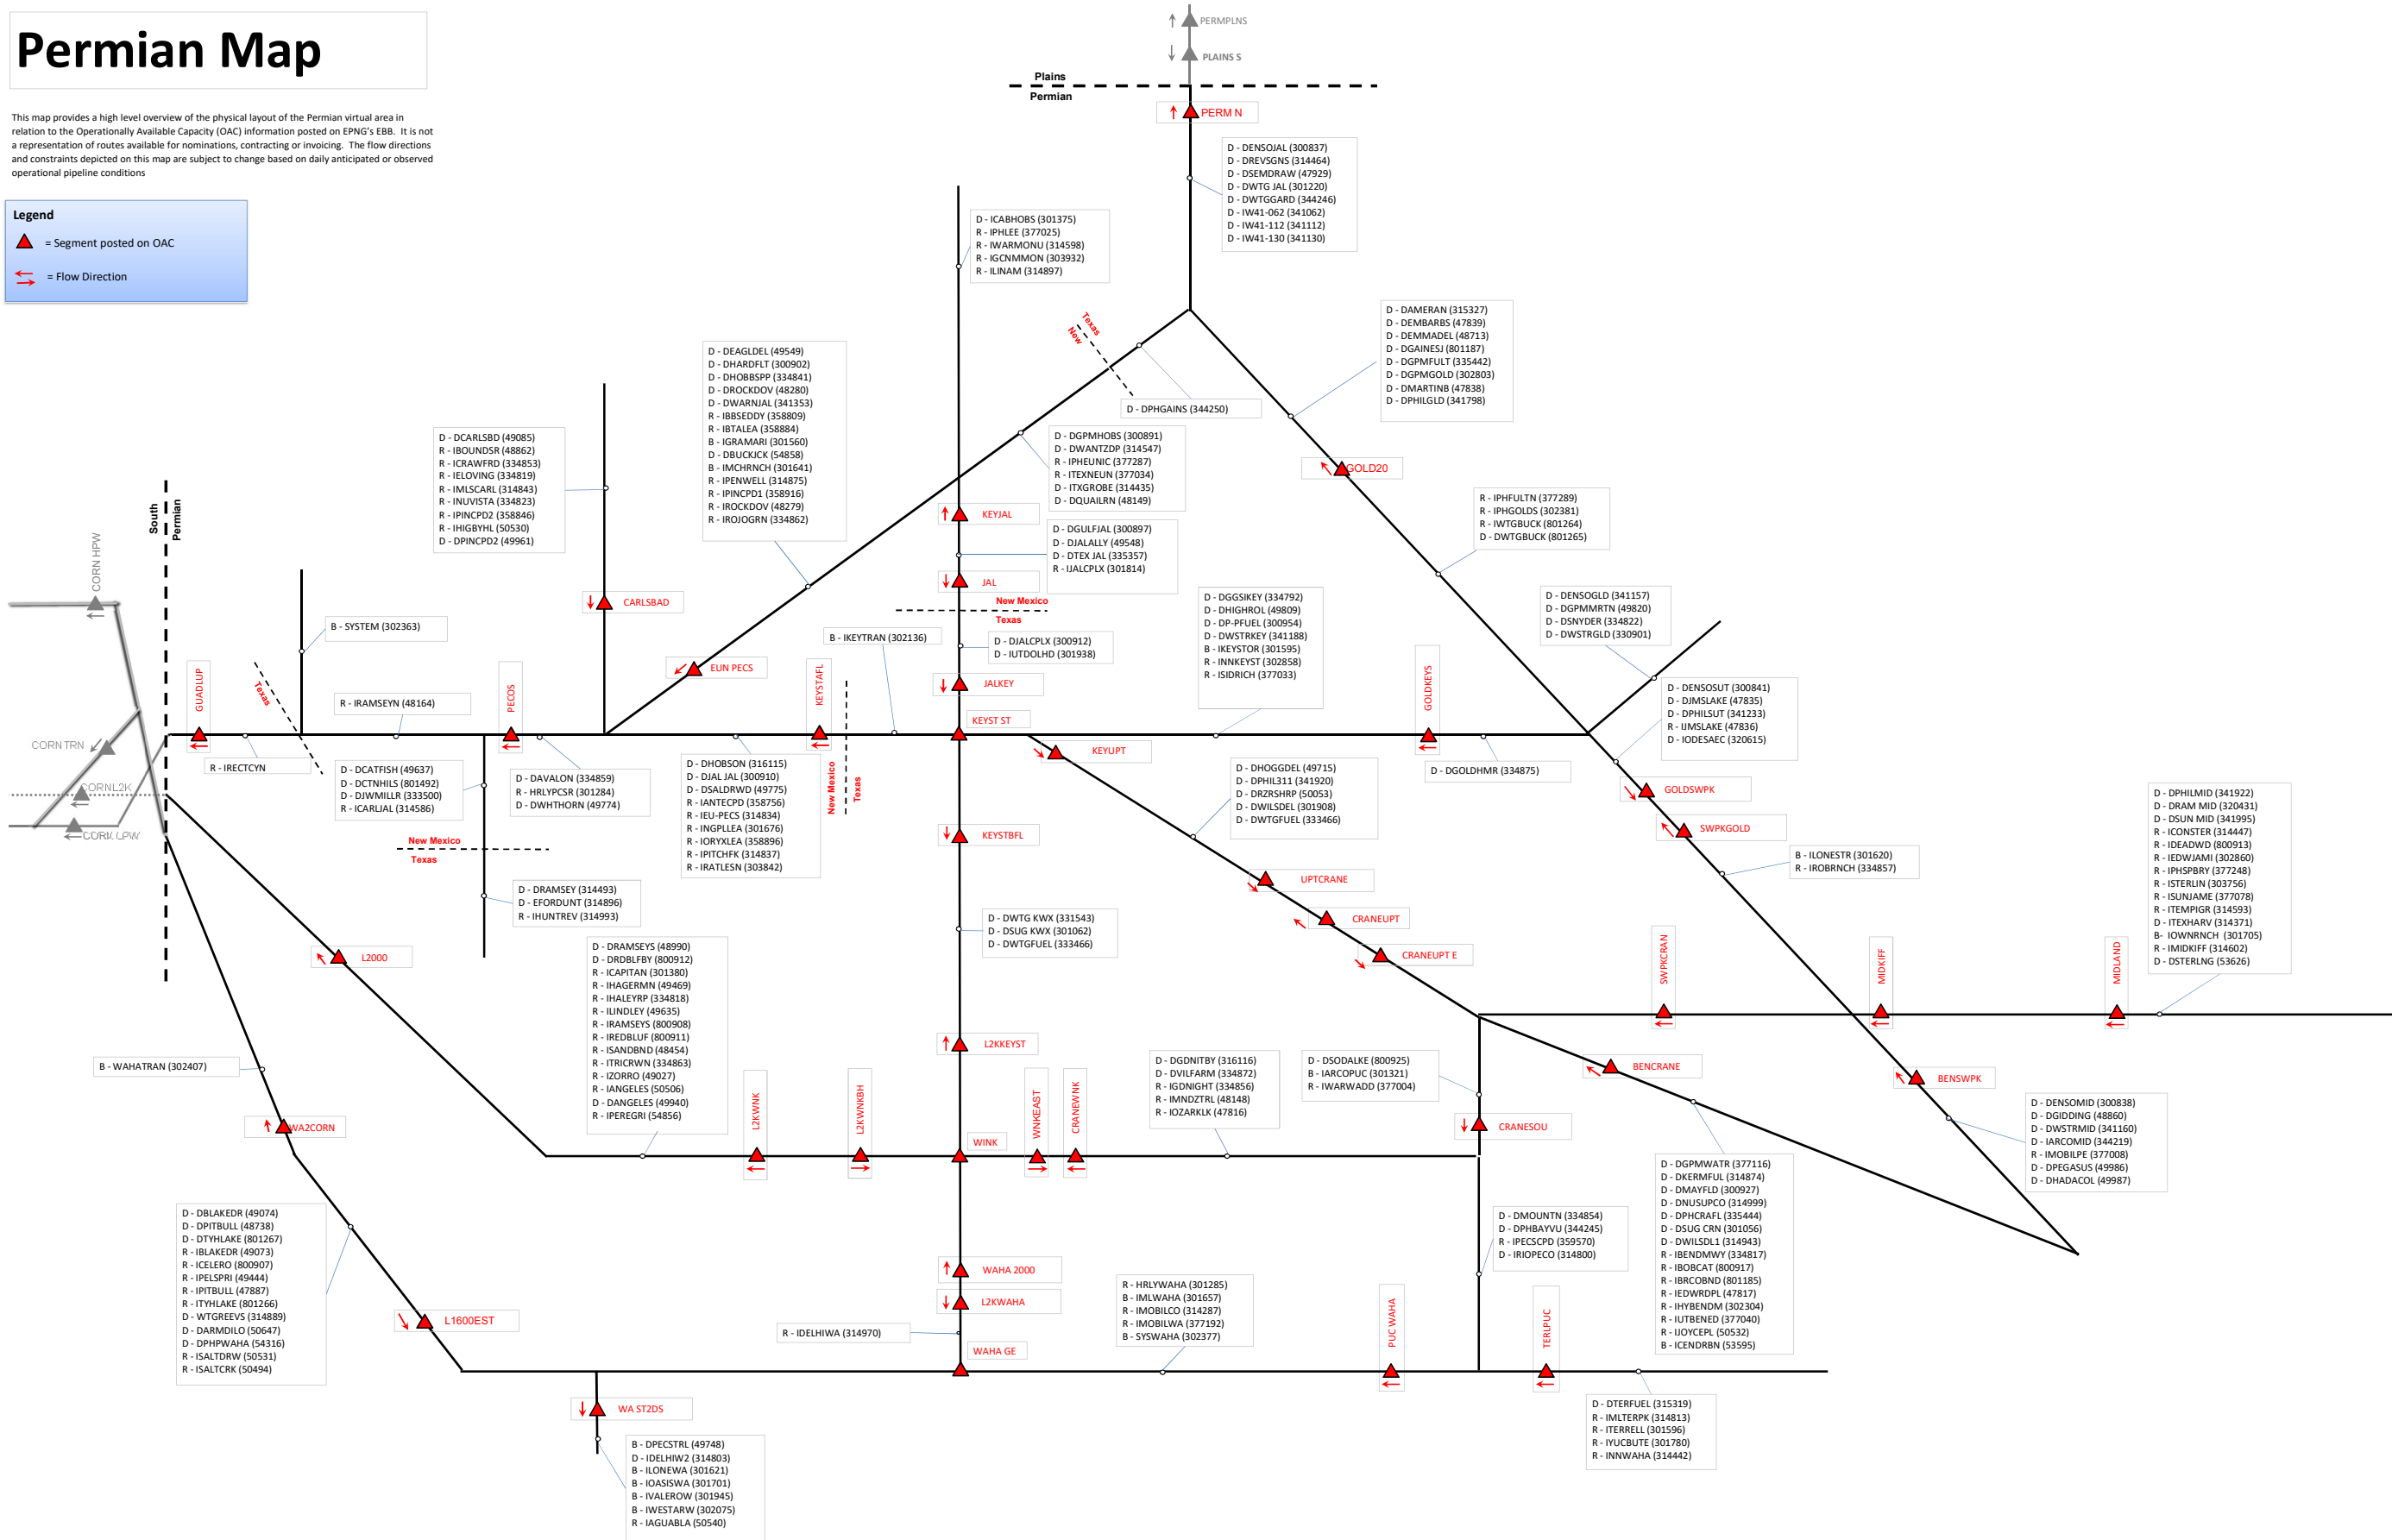 Permian Map
This map provides a high level overview of the physical layout of the Permian virtual area in
relation to the Operationally Available Capacity (OAC) information posted on EPNG's EBB.  It is not
a representation of routes available for nominations, contracting or invoicing.  The flow directions
and constraints depicted on this map are subject to change based on daily anticipated or observed
operational pipeline conditions
Legend
= Segment posted on OAC
= Flow Direction
PERMPLNS
PLAINS S
Plains
Permian
PERM N
D - DENSOJAL (300837)
D - DREVSGNS (314464)
D - DSEMDRAW (47929)
D - DWTG JAL (301220)
D - DWTGGARD (344246)
D - IW41-062 (341062)
D - IW41-112 (341112)
D - IW41-130 (341130)
D - ICABHOBS (301375)
R - IPHLEE (377025)
R - IWARMONU (314598)
R - IGCNMMON (303932)
R - ILINAM (314897)
D - DAMERAN (315327)
D - DEMBARBS (47839)
D - DEMMADEL (48713)
D - DGAINESJ (801187)
D - DGPMFULT (335442)
D - DGPMGOLD (302803)
D - DMARTINB (47838)
D - DPHILGLD (341798)
Texas
New
D - DPHGAINS (344250)
D - DEAGLDEL (49549)
D - DHARDFLT (300902)
D - DHOBBSPP (334841)
D - DROCKDOV (48280)
D - DWARNJAL (341353)
R - IBBSEDDY (358809)
R - IBTALEA (358884)
B - IGRAMARI (301560)
D - DBUCKJCK (54858)
B - IMCHRNCH (301641)
R - IPENWELL (314875)
R - IPINCPD1 (358916)
R - IROCKDOV (48279)
R - IROJOGRN (334862)
D - DCARLSBD (49085)
R - IBOUNDSR (48862)
R - ICRAWFRD (334853)
R - IELOVING (334819)
R - IMLSCARL (314843)
R - INUVISTA (334823)
R - IPINCPD2 (358846)
R - IHIGBYHL (50530)
D - DPINCPD2 (49961)
D - DGPMHOBS (300891)
D - DWANTZDP (314547)
R - IPHEUNIC (377287)
R - ITEXNEUN (377034)
D - ITXGROBE (314435)
D - DQUAILRN (48149)
GOLD20
R - IPHFULTN (377289)
R - IPHGOLDS (302381)
R - IWTGBUCK (801264)
D - DWTGBUCK (801265)
KEYJAL
D - DGULFJAL (300897)
D - DJALALLY (49548)
D - DTEX JAL (335357)
R - IJALCPLX (301814)
JAL
New Mexico
Texas
South
Permian
CORN HPW
CARLSBAD
B - SYSTEM (302363)
B - IKEYTRAN (302136)
D - DJALCPLX (300912)
D - IUTDOLHD (301938)
D - DGGSIKEY (334792)
D - DHIGHROL (49809)
D - DP-PFUEL (300954)
D - DWSTRKEY (341188)
B - IKEYSTOR (301595)
R - INNKEYST (302858)
R - ISIDRICH (377033)
D - DENSOGLD (341157)
D - DGPMMRTN (49820)
D - DSNYDER (334822)
D - DWSTRGLD (330901)
EUN PECS
JALKEY
GUADLUP
Texas
R - IRAMSEYN (48164)
PECOS
KEYSTAFL
KEYST ST
GOLDKEYS
D - DENSOSUT (300841)
D - DJMSLAKE (47835)
D - DPHILSUT (341233)
R - IJMSLAKE (47836)
D - IODESAEC (320615)
CORN TRN
R - IRECTCYN
KEYUPT
D - DGOLDHMR (334875)
D - DCATFISH (49637)
D - DCTNHILS (801492)
D - DJWMILLR (333500)
R - ICARLJAL (314586)
D - DAVALON (334859)
R - HRLYPCSR (301284)
D - DWHTHORN (49774)
D - DHOBSON (316115)
D - DJAL JAL (300910)
D - DSALDRWD (49775)
R - IANTECPD (358756)
R - IEU-PECS (314834)
R - INGPLLEA (301676)
R - IORYXLEA (358896)
R - IPITCHFK (314837)
R - IRATLESN (303842)
New Mexico
Texas
D - DHOGGDEL (49715)
D - DPHIL311 (341920)
D - DRZRSHRP (50053)
D - DWILSDEL (301908)
D - DWTGFUEL (333466)
GOLDSWPK
SWPKGOLD
CORNL2K
CORN LPW
New Mexico
Texas
KEYSTBFL
D - DPHILMID (341922)
D - DRAM MID (320431)
D - DSUN MID (341995)
R - ICONSTER (314447)
R - IDEADWD (800913)
R - IEDWJAMI (302860)
R - IPHSPBRY (377248)
R - ISTERLIN (303756)
R - ISUNJAME (377078)
R - ITEMPIGR (314593)
D - ITEXHARV (314371)
B- IOWNRNCH  (301705)
R - IMIDKIFF (314602)
D - DSTERLNG (53626)
B - ILONESTR (301620)
R - IROBRNCH (334857)
D - DRAMSEY (314493)
D - EFORDUNT (314896)
R - IHUNTREV (314993)
UPTCRANE
CRANEUPT
D - DWTG KWX (331543)
D - DSUG KWX (301062)
D - DWTGFUEL (333466)
CRANEUPT E
L2000
D - DRAMSEYS (48990)
D - DRDBLFBY (800912)
R - ICAPITAN (301380)
R - IHAGERMN (49469)
R - IHALEYRP (334818)
R - ILINDLEY (49635)
R - IRAMSEYS (800908)
R - IREDBLUF (800911)
R - ISANDBND (48454)
R - ITRICRWN (334863)
R - IZORRO (49027)
R - IANGELES (50506)
D - DANGELES (49940)
R - IPEREGRI (54856)
SWPKCRAN
MIDKIFF
MIDLAND
L2KKEYST
B - WAHATRAN (302407)
D - DGDNITBY (316116)
D - DVILFARM (334872)
R - IGDNIGHT (334856)
R - IMNDZTRL (48148)
R - IOZARKLK (47816)
D - DSODALKE (800925)
B - IARCOPUC (301321)
R - IWARWADD (377004)
BENCRANE
BENSWPK
D - DENSOMID (300838)
D - DGIDDING (48860)
D - DWSTRMID (341160)
D - IARCOMID (344219)
R - IMOBILPE (377008)
D - DPEGASUS (49986)
D - DHADACOL (49987)
WA2CORN
L2KWNK
L2KWNKBH
WINK
WNKEAST
CRANEWNK
CRANESOU
D - DGPMWATR (377116)
D - DKERMFUL (314874)
D - DMAYFLD (300927)
D - DNUSUPCO (314999)
D - DPHCRAFL (335444)
D - DSUG CRN (301056)
D - DWILSDL1 (314943)
R - IBENDMWY (334817)
R - IBOBCAT (800917)
R - IBRCOBND (801185)
R - IEDWRDPL (47817)
R - IHYBENDM (302304)
R - IUTBENED (377040)
R - IJOYCEPL (50532)
B - ICENDRBN (53595)
D - DBLAKEDR (49074)
D - DPITBULL (48738)
D - DTYHLAKE (801267)
R - IBLAKEDR (49073)
R - ICELERO (800907)
R - IPELSPRI (49444)
R - IPITBULL (47887)
R - ITYHLAKE (801266)
D - WTGREEVS (314889)
D - DARMDILO (50647)
D - DPHPWAHA (54316)
R - ISALTDRW (50531)
R - ISALTCRK (50494)
D - DMOUNTN (334854)
D - DPHBAYVU (344245)
R - IPECSCPD (359570)
D - IRIOPECO (314800)
WAHA 2000
L2KWAHA
R - HRLYWAHA (301285)
B - IMLWAHA (301657)
R - IMOBILCO (314287)
R - IMOBILWA (377192)
B - SYSWAHA (302377)
L1600EST
R - IDELHIWA (314970)
WAHA GE
PUC WAHA
TERLPUC
WA ST2DS
D - DTERFUEL (315319)
R - IMLTERPK (314813)
R - ITERRELL (301596)
R - IYUCBUTE (301780)
R - INNWAHA (314442)
B - DPECSTRL (49748)
D - IDELHIW2 (314803)
B - ILONEWA (301621)
B - IOASISWA (301701)
B - IVALEROW (301945)
B - IWESTARW (302075)
R - IAGUABLA (50540)